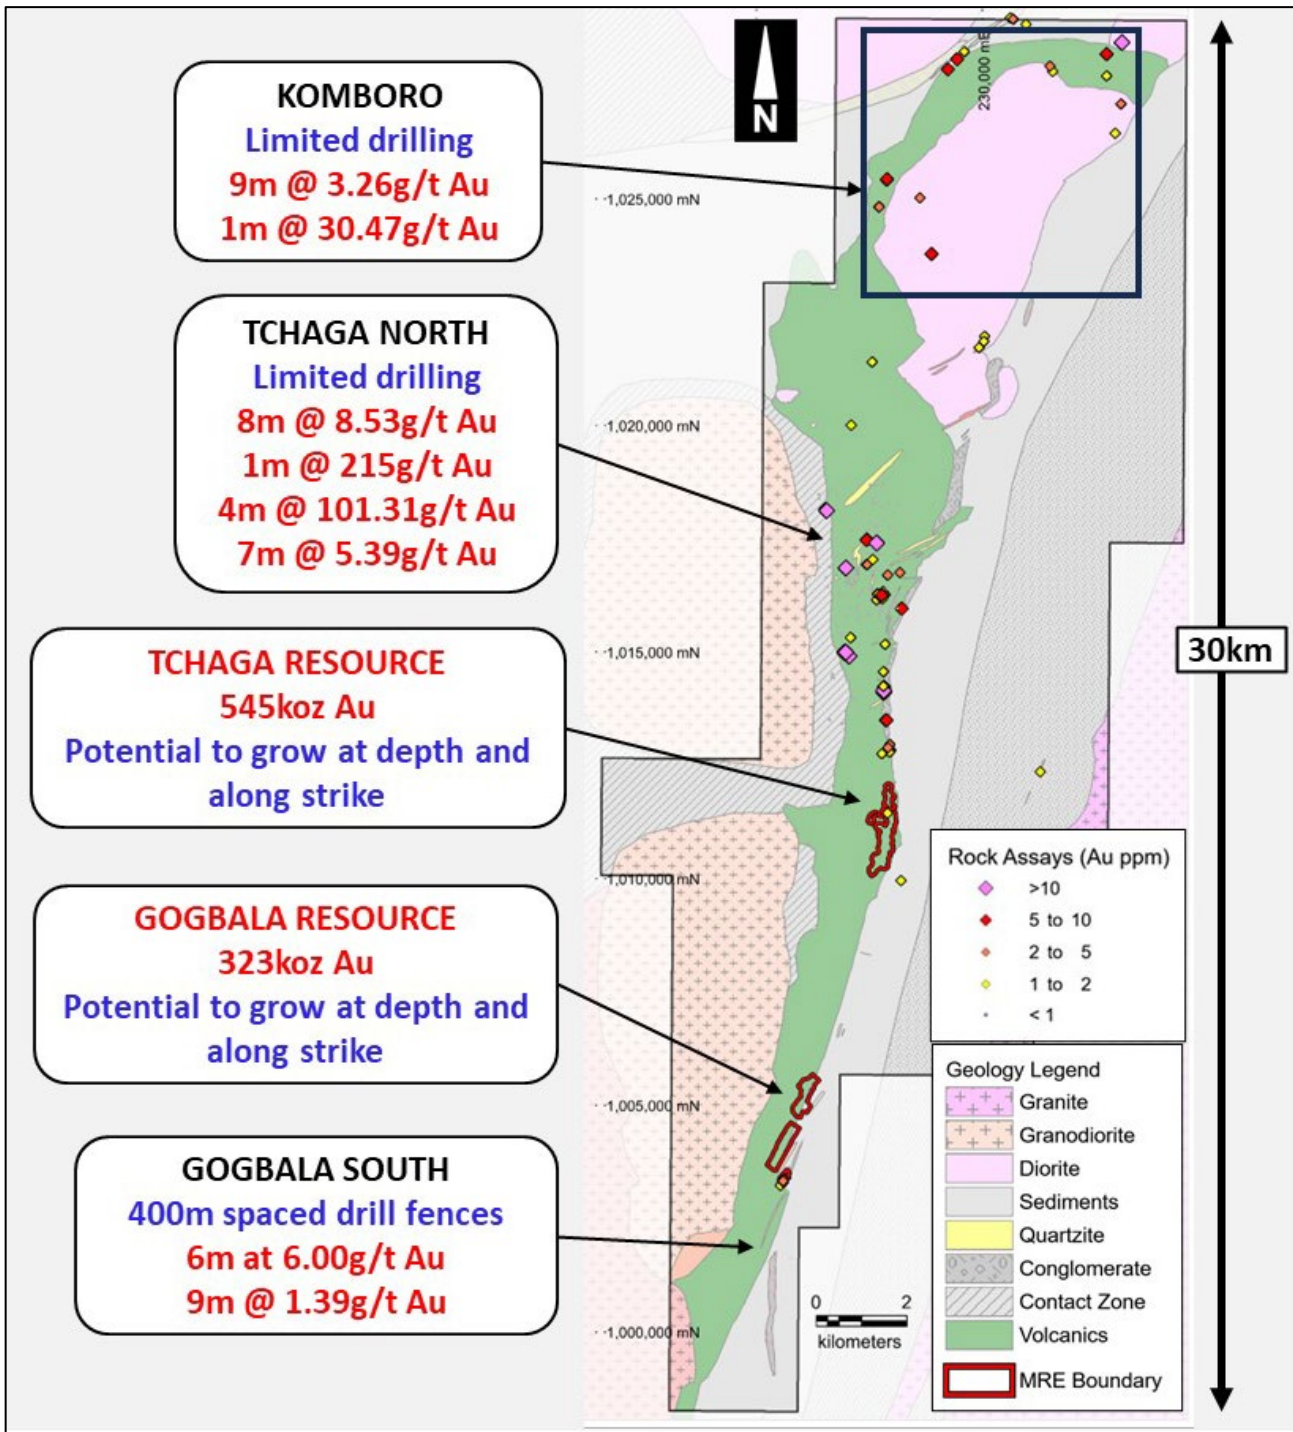 KOMBORO
Limited drilling
9m @ 3.26g/t Au
1m @ 30.47g/t Au
TCHAGA NORTH
Limited drilling
8m @ 8.53g/t Au
1m @ 215g/t Au
4m @ 101.31g/t Au
7m @ 5.39g/t Au
TCHAGA RESOURCE
545koz Au
Potential to grow at depth and
along strike
GOGBALA RESOURCE
323koz Au
Potential to grow at depth and
along strike
GOGBALA SOUTH
400m spaced drill fences
6m at 6.00g/t Au
9m @ 1.39g/t Au
N
230,000 mE
1,025,000 mN
1,020,000 mN
1,015,000 mN
1,010,000 mN
1,005,000 mN
1,000,000 mN
30km
Rock Assays (Au ppm)
>10
5 to 10
2 to 5
1 to 2
< 1
Geology Legend
Granite
Granodiorite
Diorite
Sediments
Quartzite
Conglomerate
Contact Zone
Volcanics
MRE Boundary
0 2
kilometers